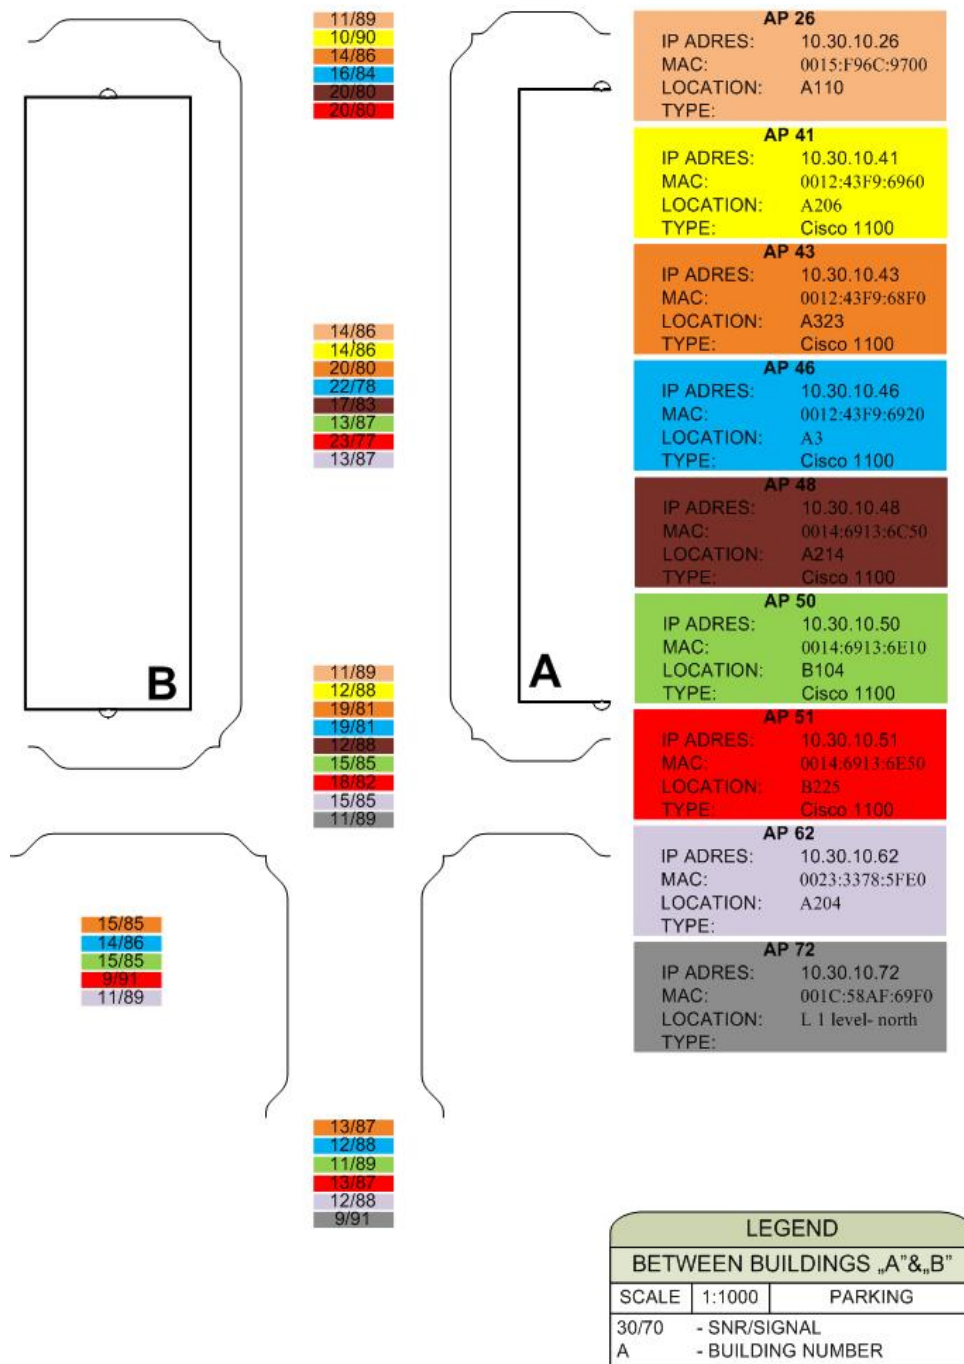 11/89
10/90
14/86
16/84
20/80
20/80
14/86
14/86
20/80
22/78
17/83
13/87
23/77
13/87
B
A
11/89
12/88
19/81
19/81
12/88
15/85
18/82
15/85
11/89
15/85
14/86
15/85
9/91
11/89
13/87
12/88
11/89
13/87
12/88
9/91
AP 26
IP ADRES: 10.30.10.26
MAC: 0015:F96C:9700
LOCATION: A110
TYPE:
AP 41
IP ADRES: 10.30.10.41
MAC: 0012:43F9:6960
LOCATION: A206
TYPE: Cisco 1100
AP 43
IP ADRES: 10.30.10.43
MAC: 0012:43F9:68F0
LOCATION: A323
TYPE: Cisco 1100
AP 46
IP ADRES: 10.30.10.46
MAC: 0012:43F9:6920
LOCATION: A3
TYPE: Cisco 1100
AP 48
IP ADRES: 10.30.10.48
MAC: 0014:6913:6C50
LOCATION: A214
TYPE: Cisco 1100
AP 50
IP ADRES: 10.30.10.50
MAC: 0014:6913:6E10
LOCATION: B104
TYPE: Cisco 1100
AP 51
IP ADRES: 10.30.10.51
MAC: 0014:6913:6E50
LOCATION: B225
TYPE: Cisco 1100
AP 62
IP ADRES: 10.30.10.62
MAC: 0023:3378:5FE0
LOCATION: A204
TYPE:
AP 72
IP ADRES: 10.30.10.72
MAC: 001C:58AF:69F0
LOCATION: L 1 level- north
TYPE:
LEGEND
BETWEEN BUILDINGS „A”&„B”
SCALE 1:1000 PARKING
30/70 - SNR/SIGNAL
A - BUILDING NUMBER